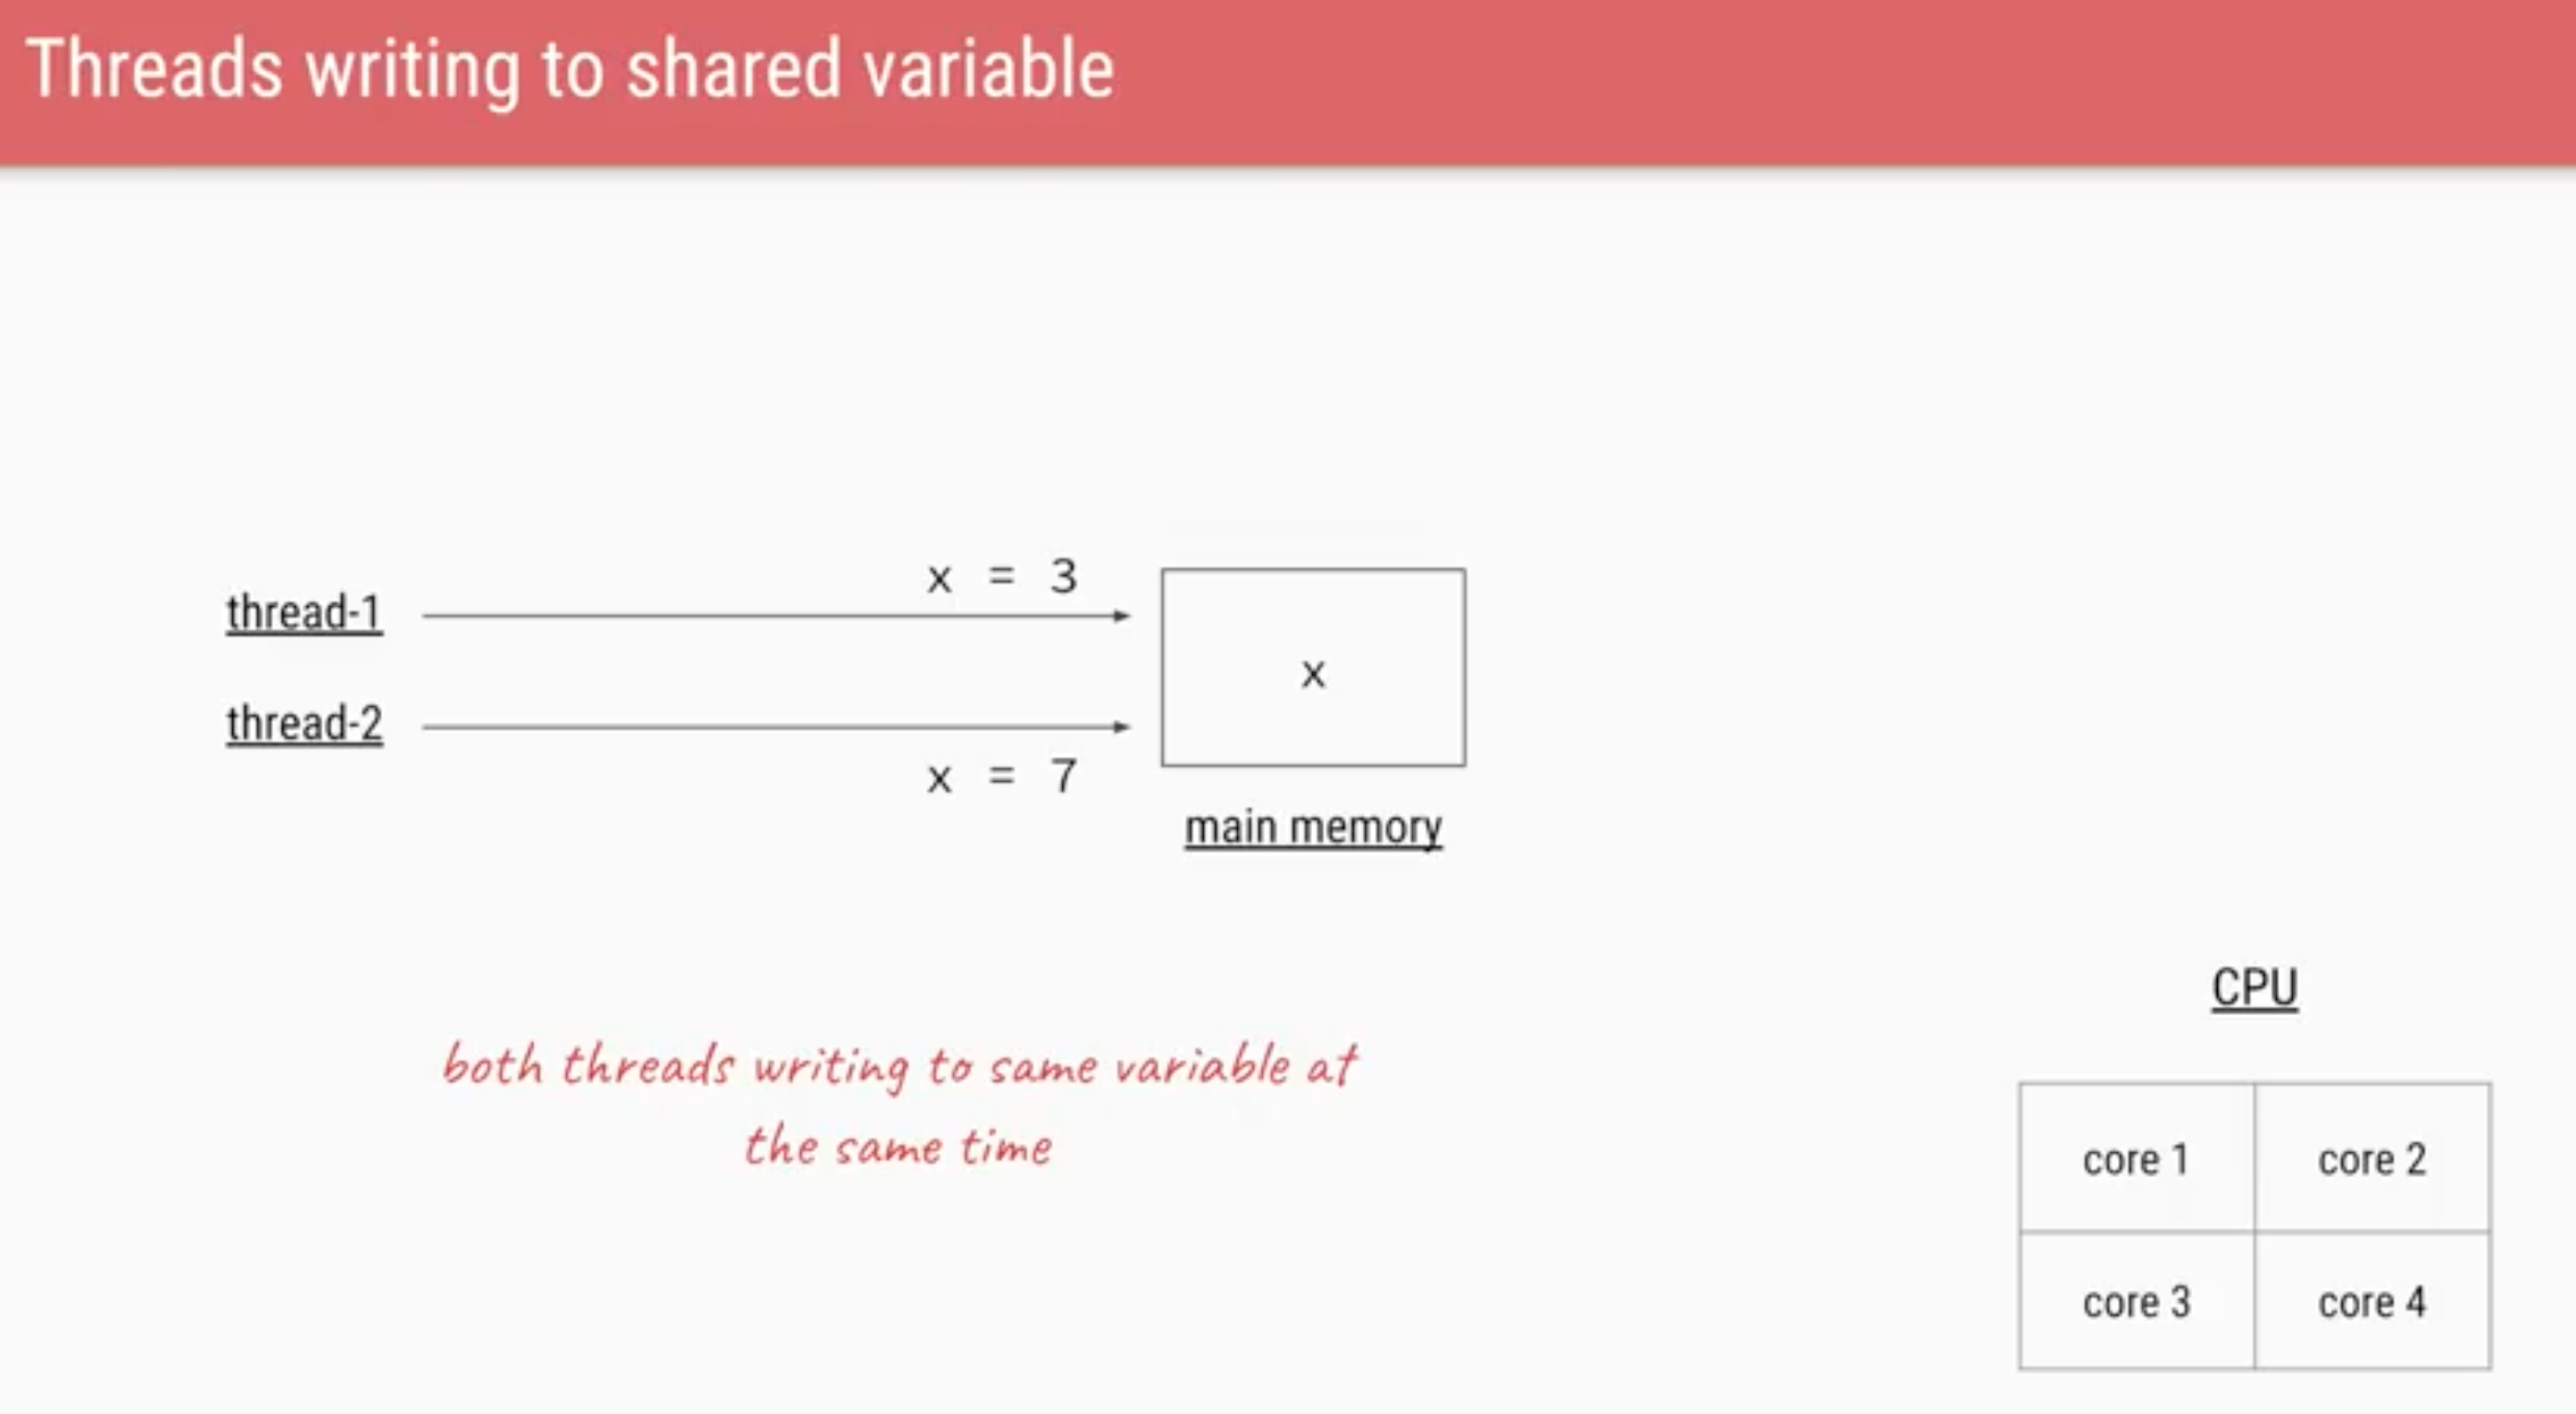 Threads writing to shared variable
x = 3
thread-1
x
thread-2
x = 7
main memory
both threads writing to same variable at
the same time
CPU
core 1 core 2
core 3 core 4